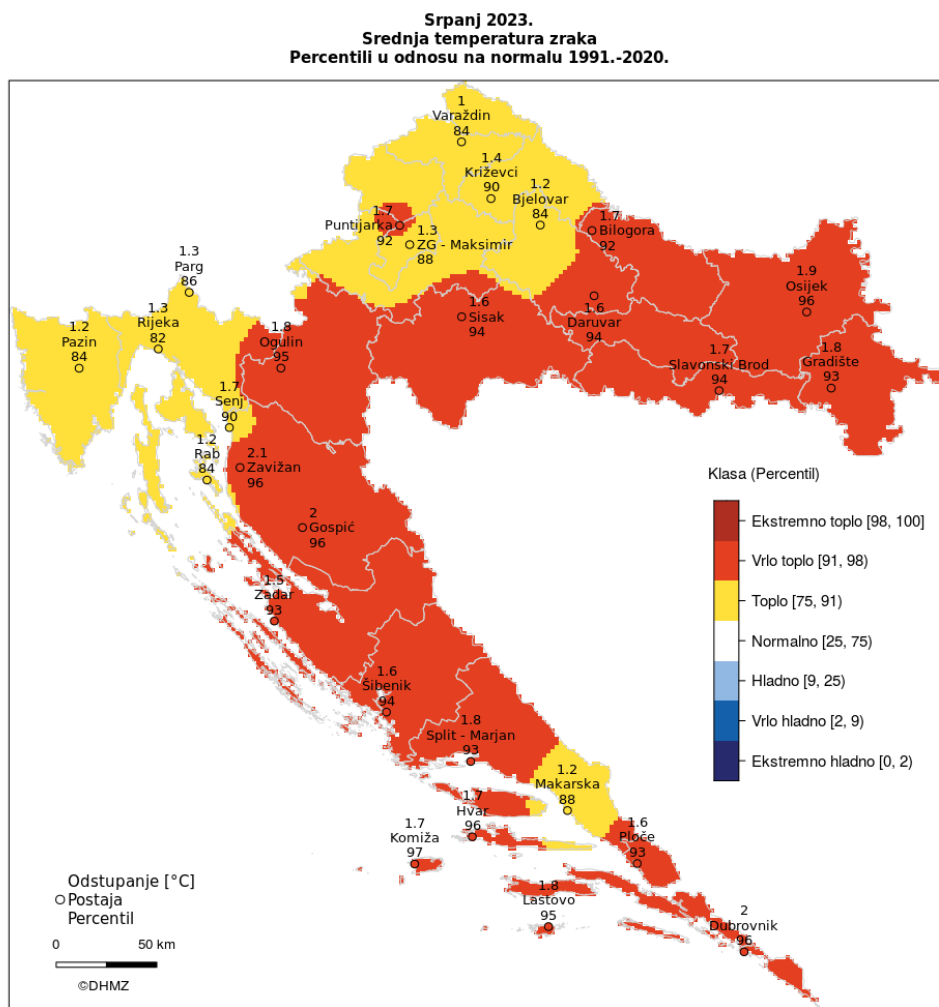 Srpanj 2023.
Srednja temperatura zraka
Percentili u odnosu na normalu 1991.-2020.
1
Varaždin
84
1.4
Križevci
90
1.2
Bjelovar
84
1.7
Puntijarka
92
1.3
ZG - Maksimir
88
1.7
Bilogora
92
1.3
Parg
86
1.9
Osijek
96
1.2
Pazin
84
1.3
Rijeka
82
1.8
Ogulin
95
1.6
Sisak
94
1.6
Daruvar
94
1.7
Slavonski Brod
94
1.8
Gradište
93
1.7
Senj
90
1.2
Rab
84
2.1
Zavižan
96
2
Gospić
96
1.5
Zadar
93
1.6
Šibenik
94
1.8
Split - Marjan
93
1.2
Makarska
88
1.7
Hvar
96
1.7
Komiža
97
1.6
Ploče
93
1.8
Lastovo
95
2
Dubrovnik
96
Klasa (Percentil)
Ekstremno toplo [98, 100]
Vrlo toplo [91, 98)
Toplo [75, 91)
Normalno [25, 75)
Hladno [9, 25)
Vrlo hladno [2, 9)
Ekstremno hladno [0, 2)
Odstupanje [°C]
Postaja
Percentil
0 50 km
©DHMZ